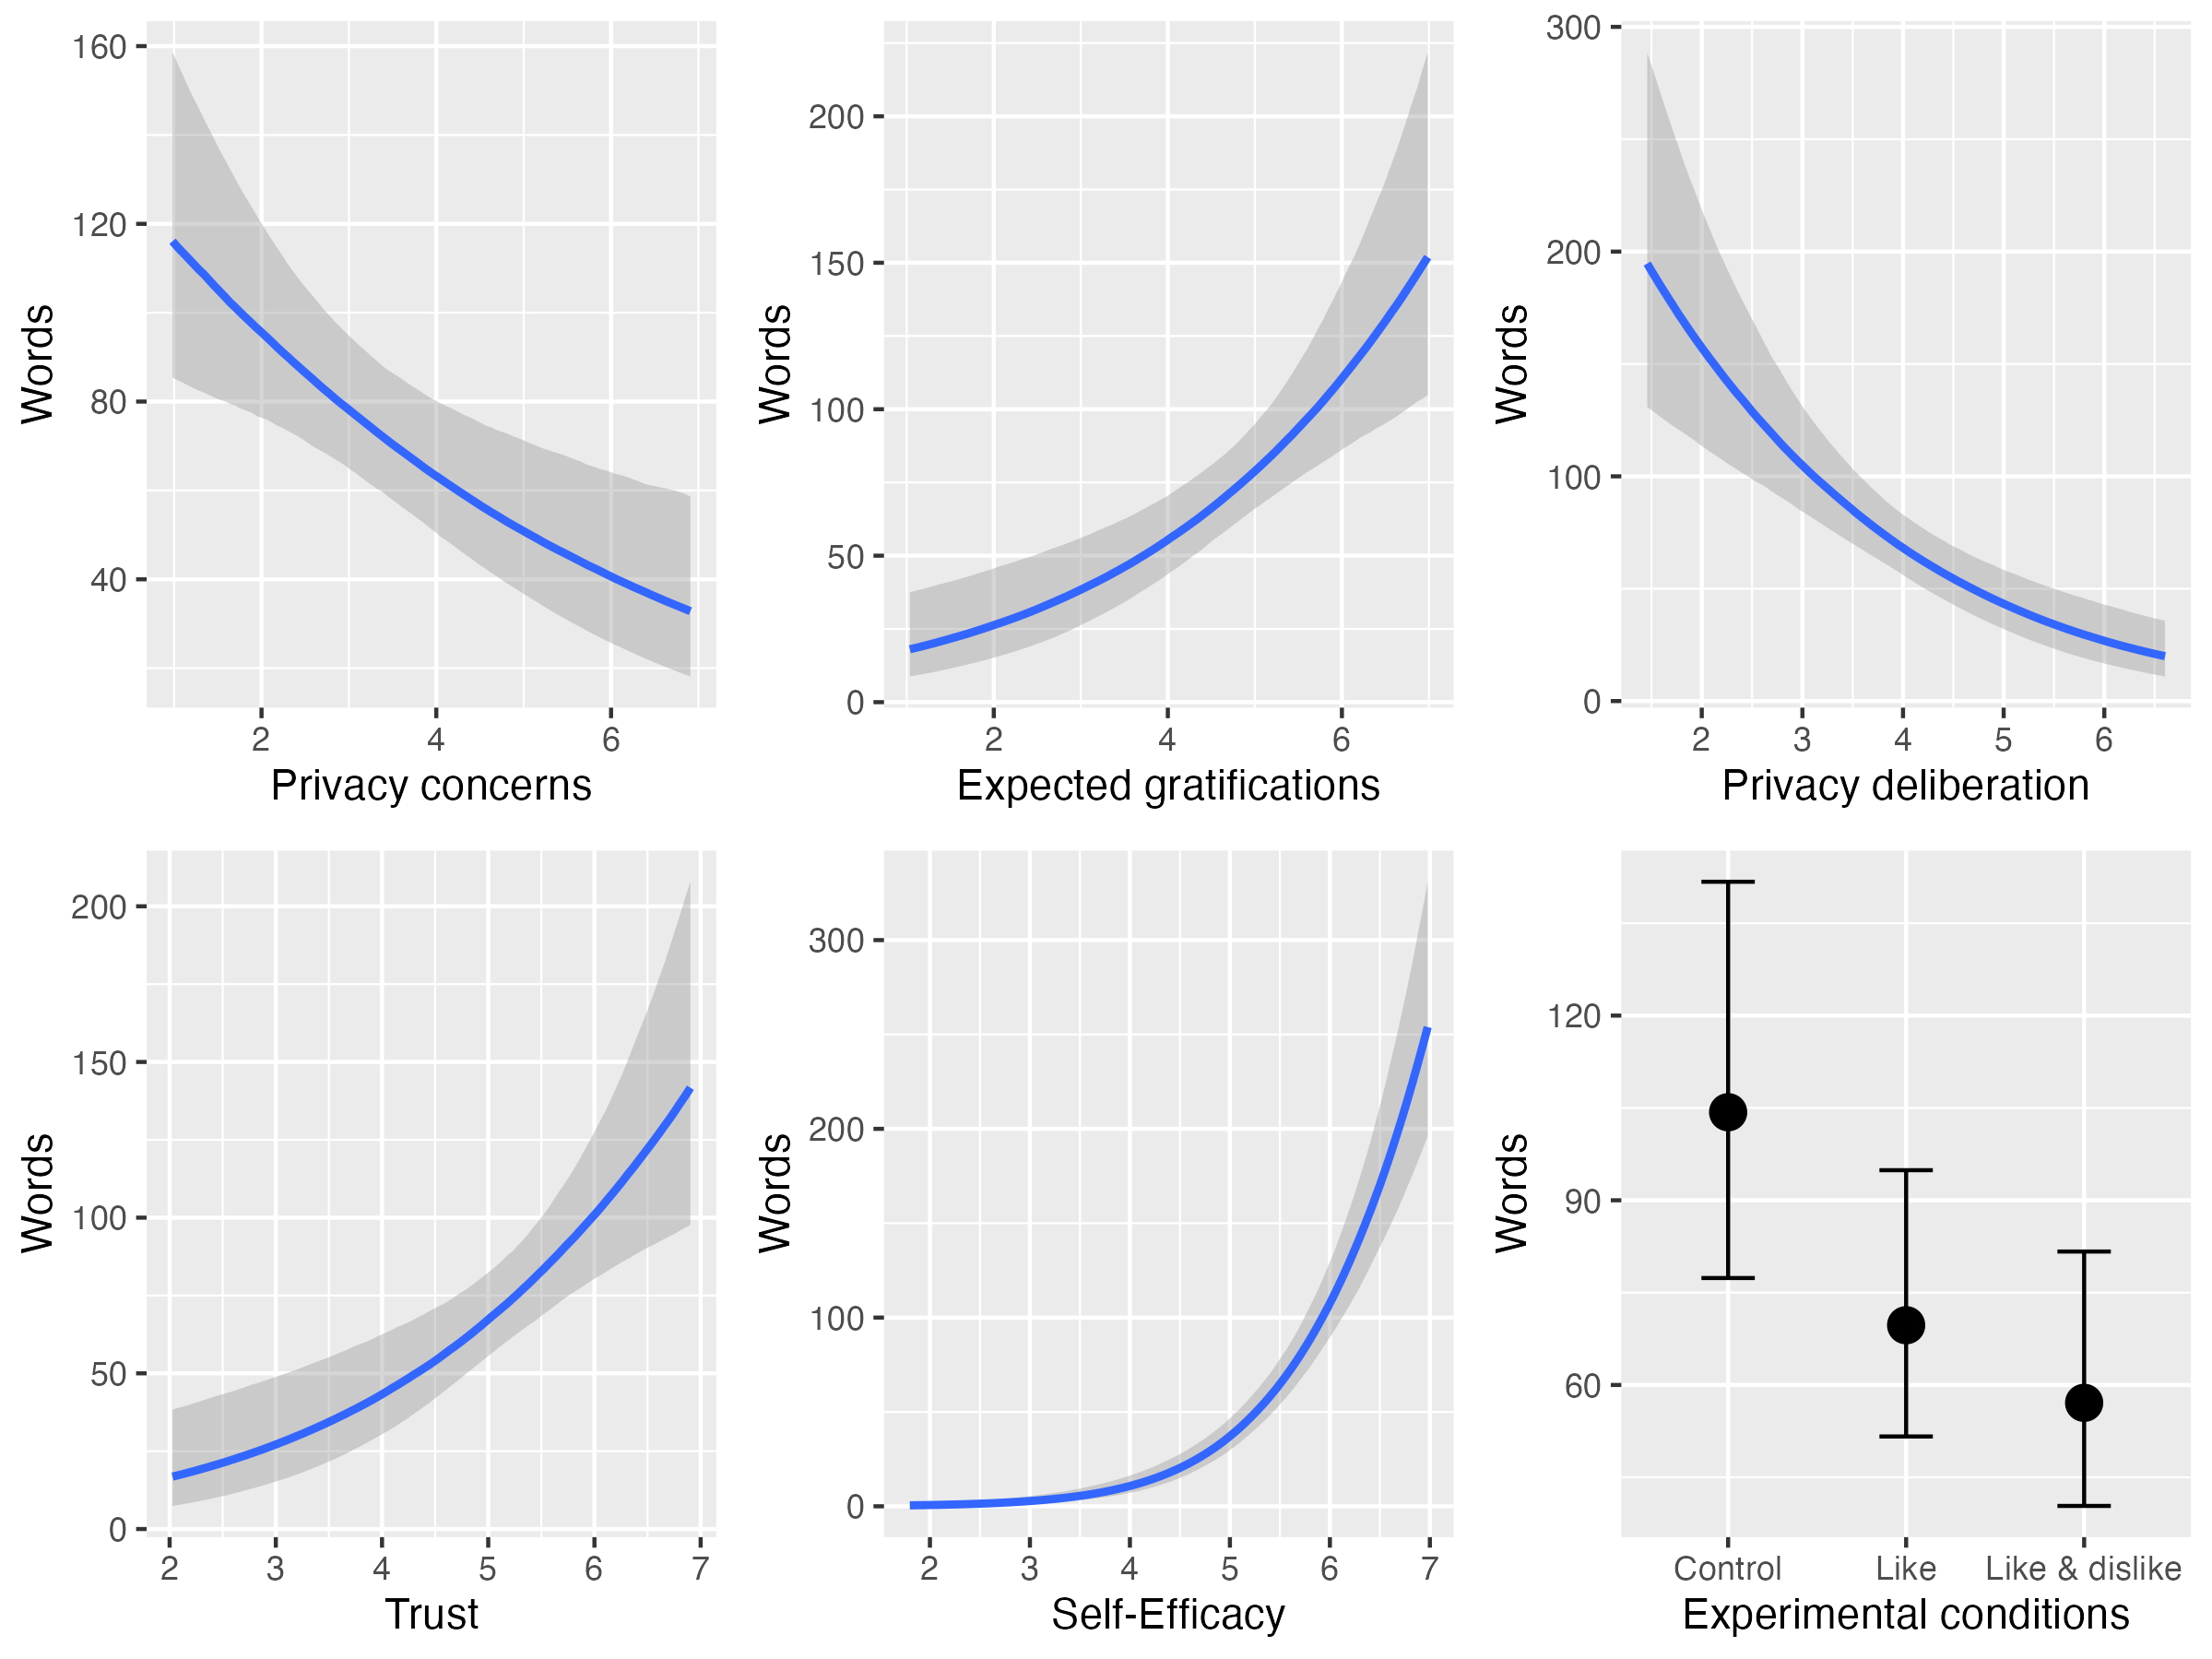 Words
160
120
80
40
2 4 6
Privacy concerns
Words
200
150
100
50
0
2 4 6
Expected gratifications
Words
300
200
100
0
2 3 4 5 6
Privacy deliberation
Words
200
150
100
50
0
2 3 4 5 6 7
Trust
Words
300
200
100
0
2 3 4 5 6 7
Self-Efficacy
Words
120
90
60
Control Like Like & dislike
Experimental conditions